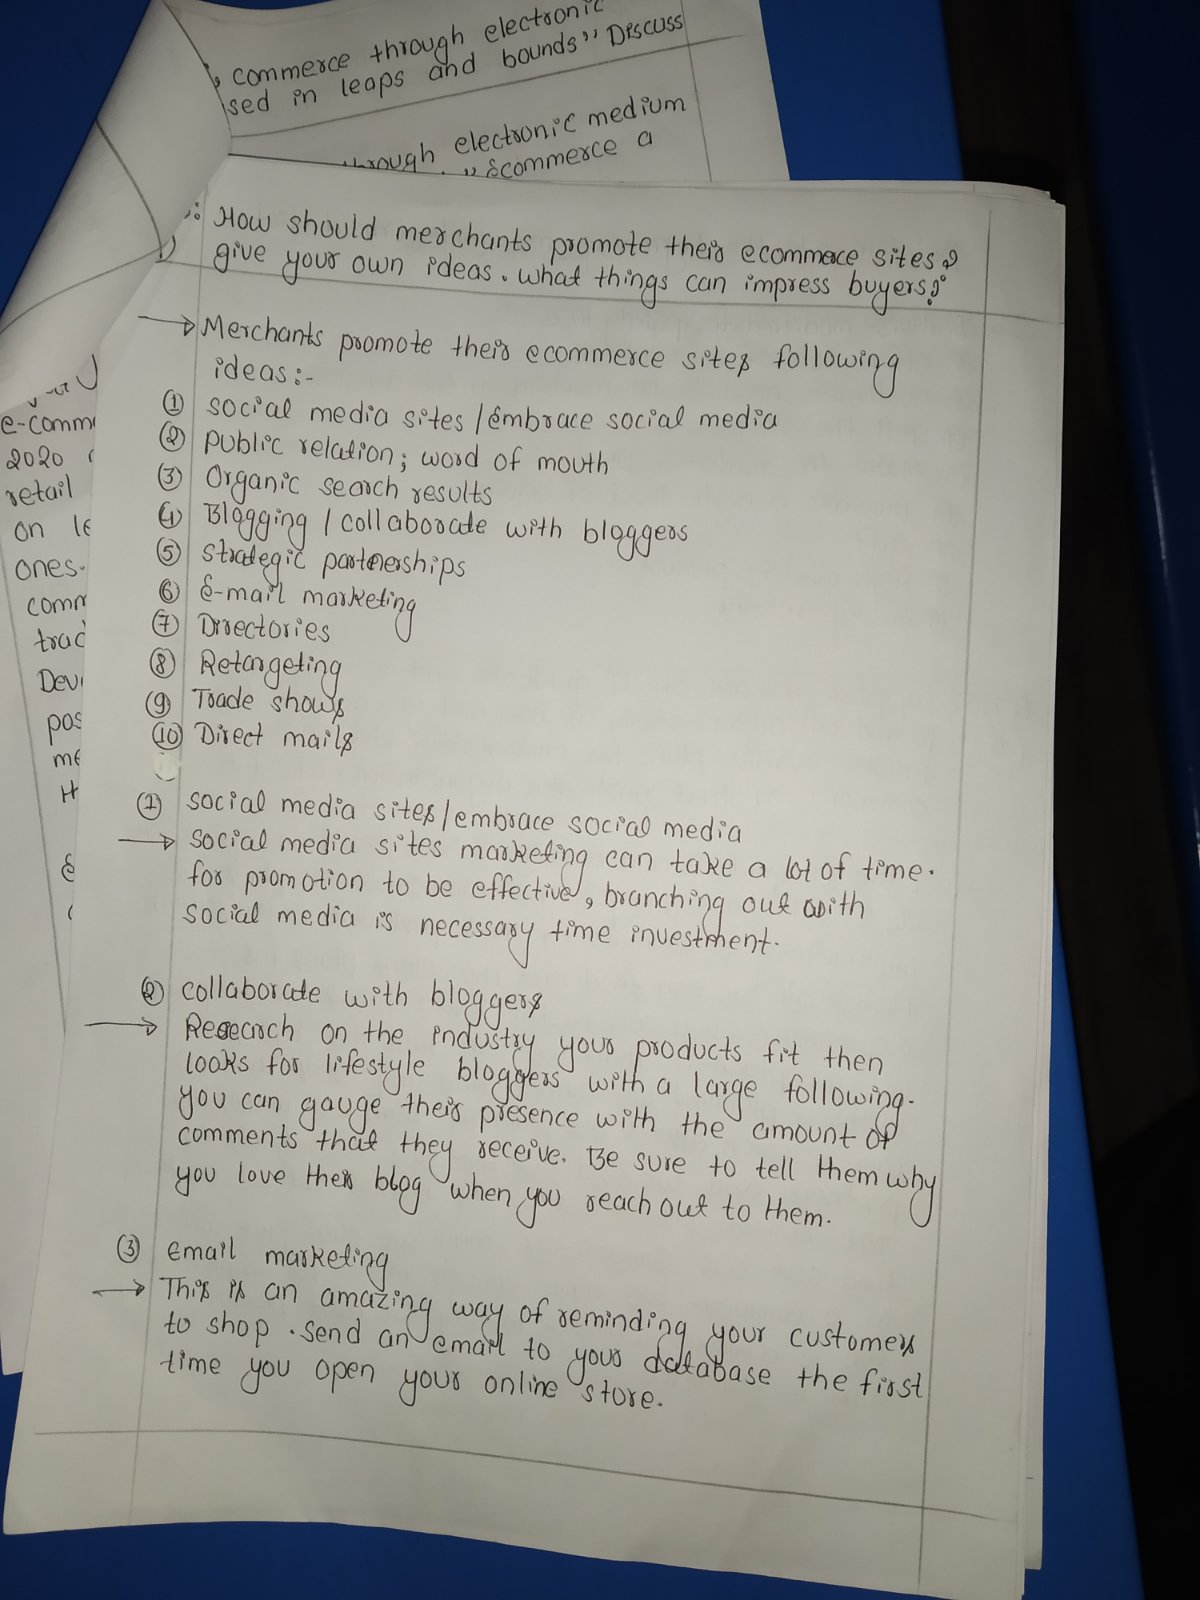 commerce through electronic
sed in leaps and bounds" Discuss
through electronic medium
" Ecommerce a
How should merchants promote their ecommerce sites?
give your own ideas. what things can impress buyers?
→ Merchants promote their ecommerce sites following
ideas:-
① social media sites / Embrace social media
② public relation; word of mouth
③ Organic search results
④ Blogging / collaborate with bloggers
⑤ strategic partnerships
⑥ E-mail marketing
⑦ Directories
⑧ Retargeting
⑨ Trade shows
⑩ Direct mails
① social media sites/embrace social media
→ social media sites marketing can take a lot of time.
for promotion to be effective, branching out with
social media is necessary time investment.
② collaborate with bloggers
→ Research on the industry your products fit then
looks for lifestyle bloggers with a large following.
you can gauge their presence with the amount of
comments that they receive. Be sure to tell them why
you love their blog when you reach out to them.
③ Email marketing
→ This is an amazing way of reminding your customers
to shop. send an email to your database the first
time you open your online store.
e-comm
2020
retail
on le
ones.
comm
trad
Deve
pos
me
H